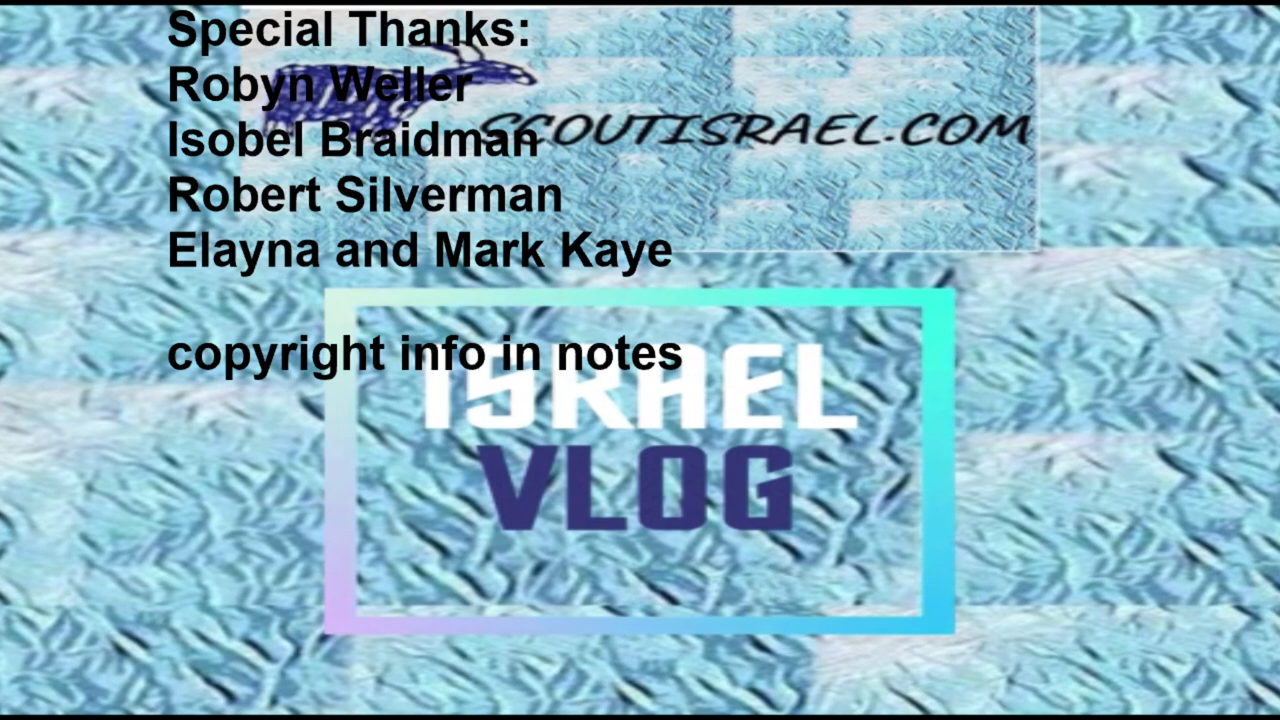 Special Thanks:
Robyn Weller
SCOUTISRAEL.COM
Isobel Braidman
Robert Silverman
Elayna and Mark Kaye
copyright info in notes
ISRAEL
VLOG